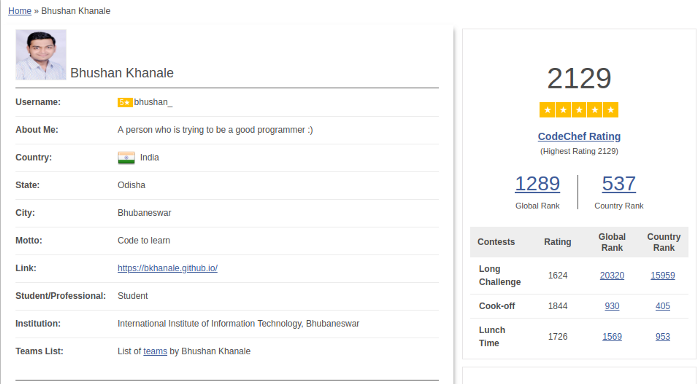 Home » Bhushan Khanale
Bhushan Khanale
Username: 5★ bhushan_
About Me: A person who is trying to be a good programmer :)
Country: India
State: Odisha
City: Bhubaneswar
Motto: Code to learn
Link: https://bkhanale.github.io/
Student/Professional: Student
Institution: International Institute of Information Technology, Bhubaneswar
Teams List: List of teams by Bhushan Khanale
2129
★ ★ ★ ★ ★
CodeChef Rating
(Highest Rating 2129)
1289 537
Global Rank Country Rank
Contests Rating Global Rank Country Rank
Long Challenge 1624 20320 15959
Cook-off 1844 930 405
Lunch Time 1726 1569 953